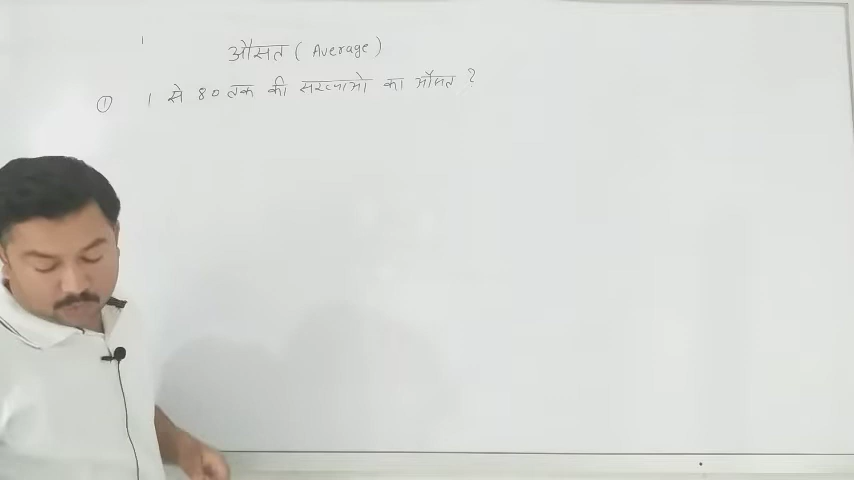 औसत ( Average )
① 1 से 80 तक की संख्याओ का औसत ?